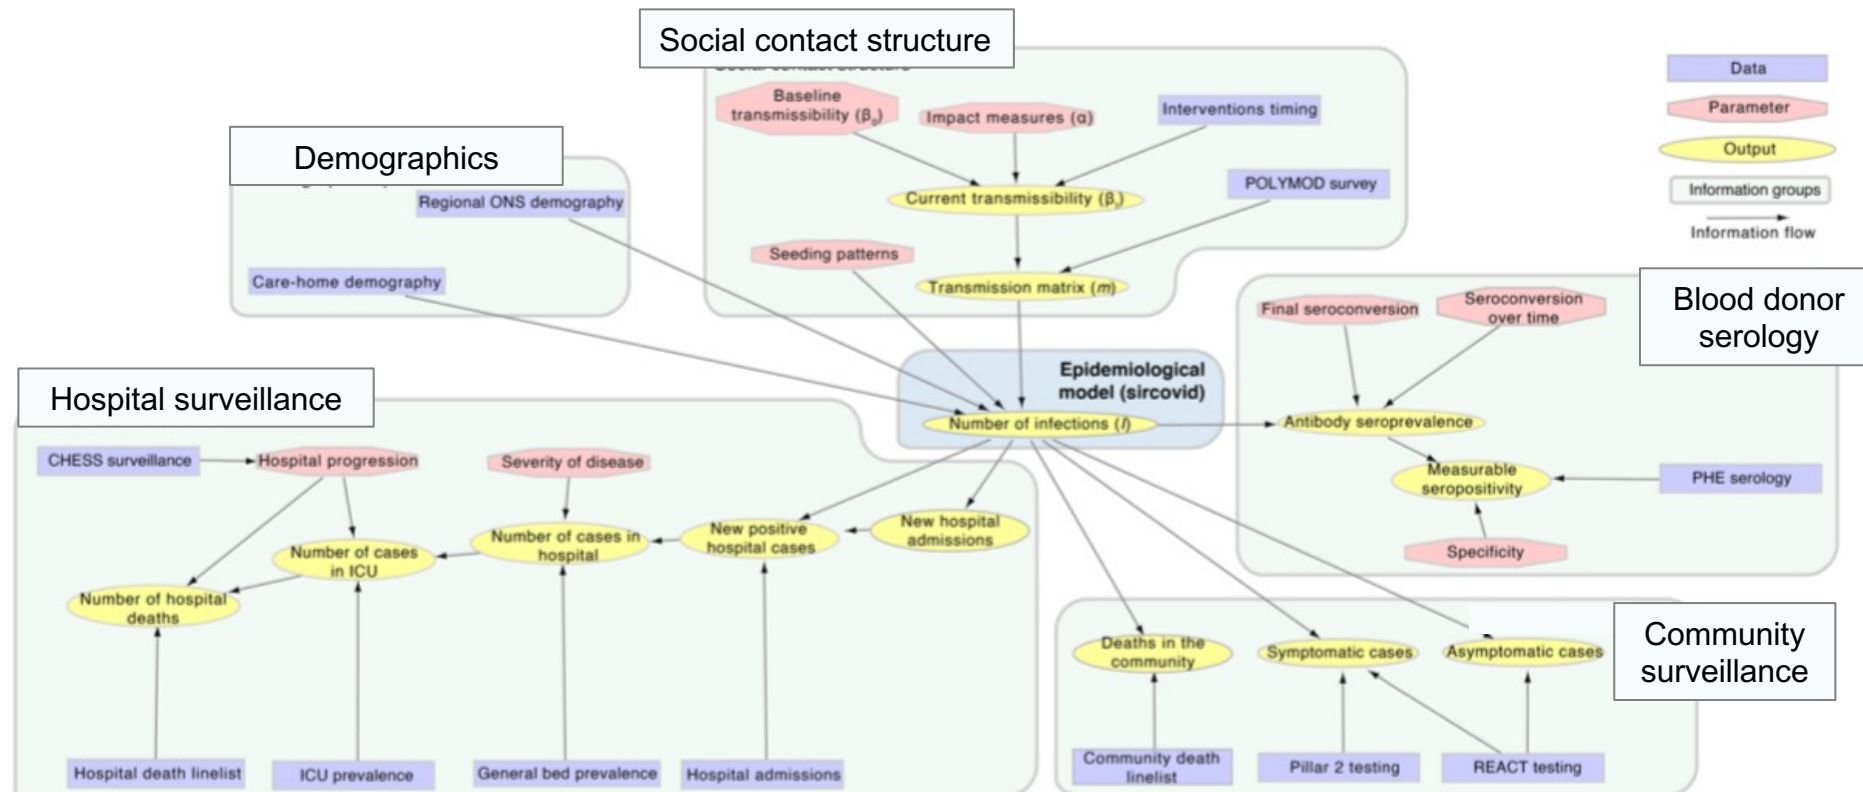 Social contact structure
Baseline
transmissibility (β₀)
Impact measures (α)
Interventions timing
Current transmissibility (βₜ)
POLYMOD survey
Seeding patterns
Transmission matrix (m)
Demographics
Regional ONS demography
Care-home demography
Data
Parameter
Output
Information groups
Information flow
Epidemiological
model (sircovid)
Number of infections (I)
Blood donor
serology
Final seroconversion
Seroconversion
over time
Antibody seroprevalence
Measurable
seropositivity
PHE serology
Specificity
Hospital surveillance
CHESS surveillance
Hospital progression
Severity of disease
New hospital
admissions
New positive
hospital cases
Number of cases in
hospital
Number of cases
in ICU
Number of hospital
deaths
Hospital death linelist
ICU prevalence
General bed prevalence
Hospital admissions
Community
surveillance
Deaths in the
community
Symptomatic cases
Asymptomatic cases
Community death
linelist
Pillar 2 testing
REACT testing